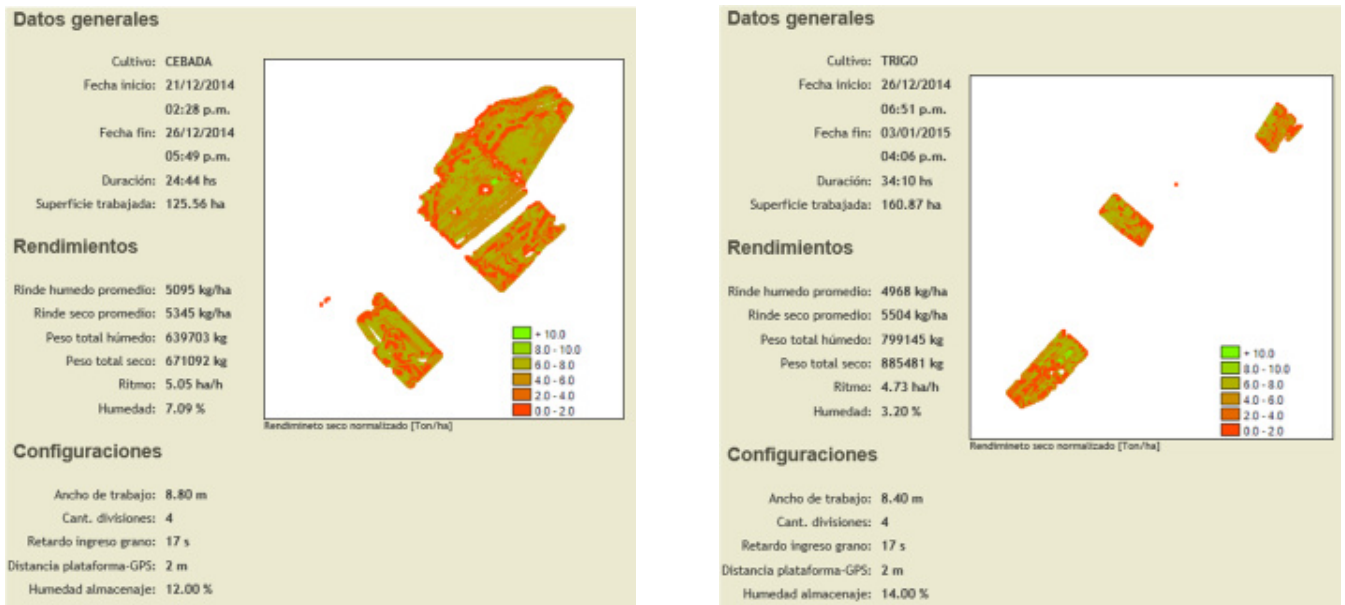 Datos generales
Cultivo: CEBADA
Fecha inicio: 21/12/2014
02:28 p.m.
Fecha fin: 26/12/2014
05:49 p.m.
Duración: 24:44 hs
Superficie trabajada: 125.56 ha
Rendimientos
Rinde humedo promedio: 5095 kg/ha
Rinde seco promedio: 5345 kg/ha
Peso total húmedo: 639703 kg
Peso total seco: 671092 kg
Ritmo: 5.05 ha/h
Humedad: 7.09 %
+ 10.0
8.0 - 10.0
6.0 - 8.0
4.0 - 6.0
2.0 - 4.0
0.0 - 2.0
Rendimineto seco normalizado [Ton/ha]
Configuraciones
Ancho de trabajo: 8.80 m
Cant. divisiones: 4
Retardo ingreso grano: 17 s
Distancia plataforma-GPS: 2 m
Humedad almacenaje: 12.00 %
Datos generales
Cultivo: TRIGO
Fecha inicio: 26/12/2014
06:51 p.m.
Fecha fin: 03/01/2015
04:06 p.m.
Duración: 34:10 hs
Superficie trabajada: 160.87 ha
Rendimientos
Rinde humedo promedio: 4968 kg/ha
Rinde seco promedio: 5504 kg/ha
Peso total húmedo: 799145 kg
Peso total seco: 885481 kg
Ritmo: 4.73 ha/h
Humedad: 3.20 %
+ 10.0
8.0 - 10.0
6.0 - 8.0
4.0 - 6.0
2.0 - 4.0
0.0 - 2.0
Rendimineto seco normalizado [Ton/ha]
Configuraciones
Ancho de trabajo: 8.40 m
Cant. divisiones: 4
Retardo ingreso grano: 17 s
Distancia plataforma-GPS: 2 m
Humedad almacenaje: 14.00 %